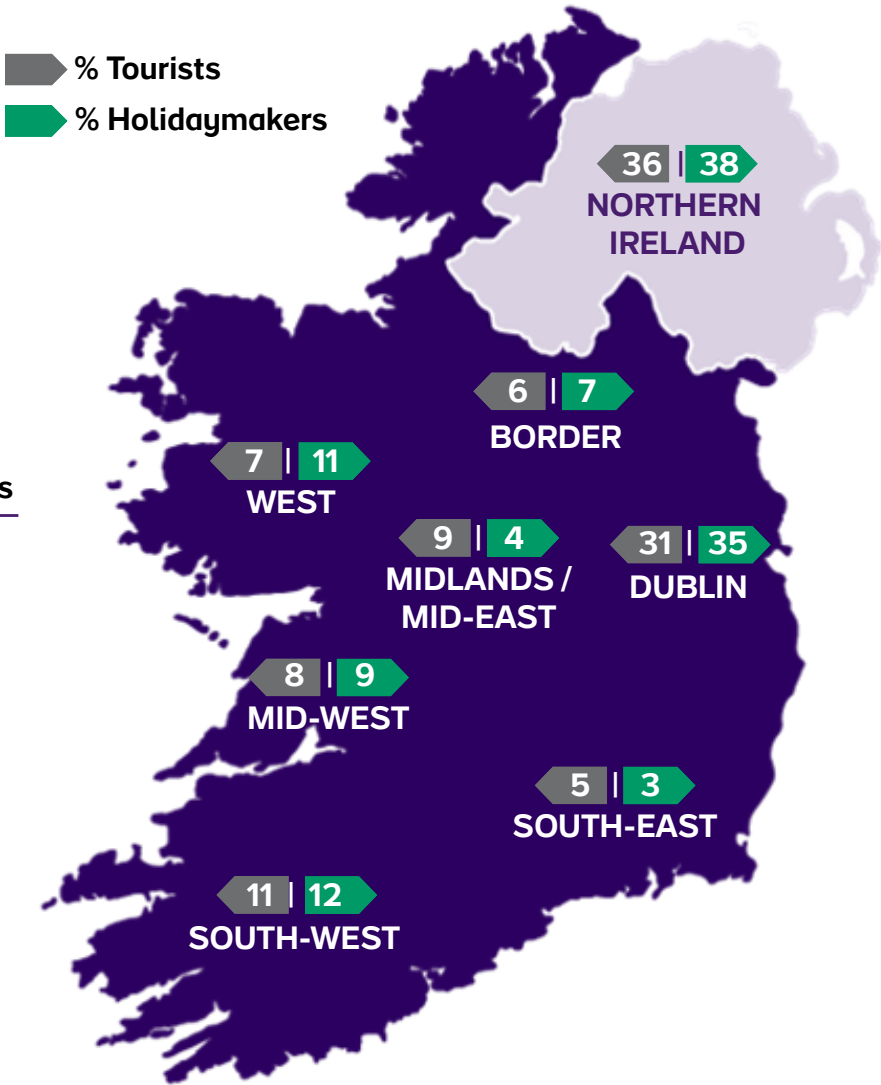 % Tourists
% Holidaymakers
36 | 38
NORTHERN
IRELAND
6 | 7
BORDER
7 | 11
WEST
s
9 | 4
MIDLANDS /
MID-EAST
31 | 35
DUBLIN
8 | 9
MID-WEST
5 | 3
SOUTH-EAST
11 | 12
SOUTH-WEST